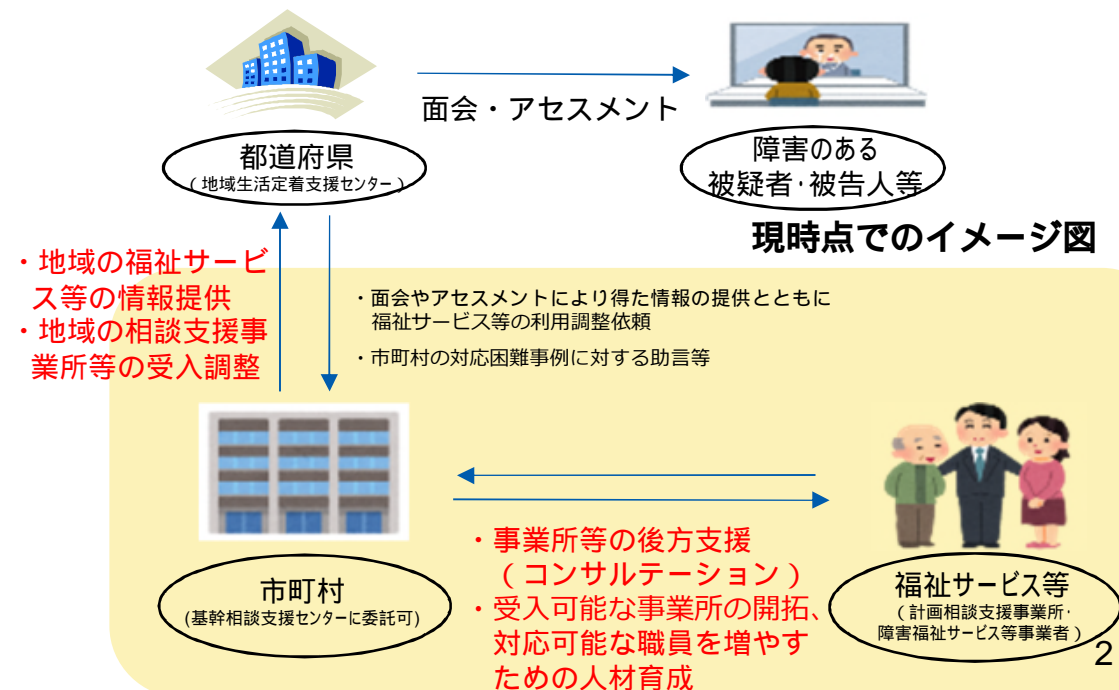 面会・アセスメント
都道府県
（地域生活定着支援センター）
障害のある
被疑者・被告人等
現時点でのイメージ図
・地域の福祉サービ
ス等の情報提供
・地域の相談支援事
業所等の受入調整
・面会やアセスメントにより得た情報の提供とともに
福祉サービス等の利用調整依頼
・市町村の対応困難事例に対する助言等
市町村
(基幹相談支援センターに委託可)
・事業所等の後方支援
（コンサルテーション）
・受入可能な事業所の開拓、
対応可能な職員を増やす
ための人材育成
福祉サービス等
（計画相談支援事業所・
障害福祉サービス等事業者）
2